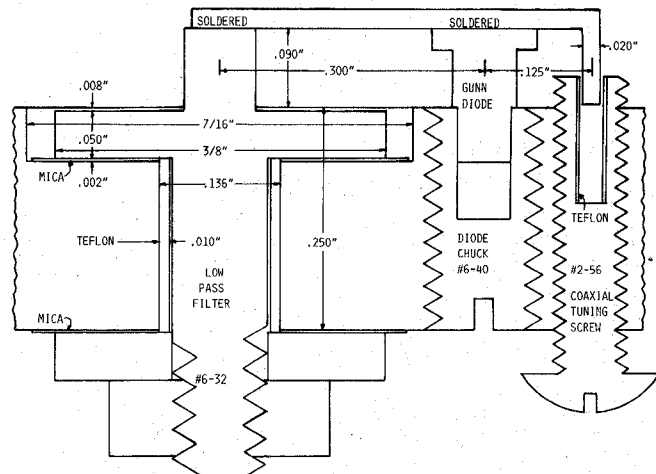 SOLDERED
SOLDERED
.020"
.090"
.300"
.125"
.008"
GUNN
DIODE
7/16"
.050"
3/8"
MICA
.002"
.136"
TEFLON
TEFLON
.010"
.250"
DIODE
CHUCK
#6-40
#2-56
LOW
PASS
FILTER
COAXIAL
TUNING
SCREW
MICA
#6-32